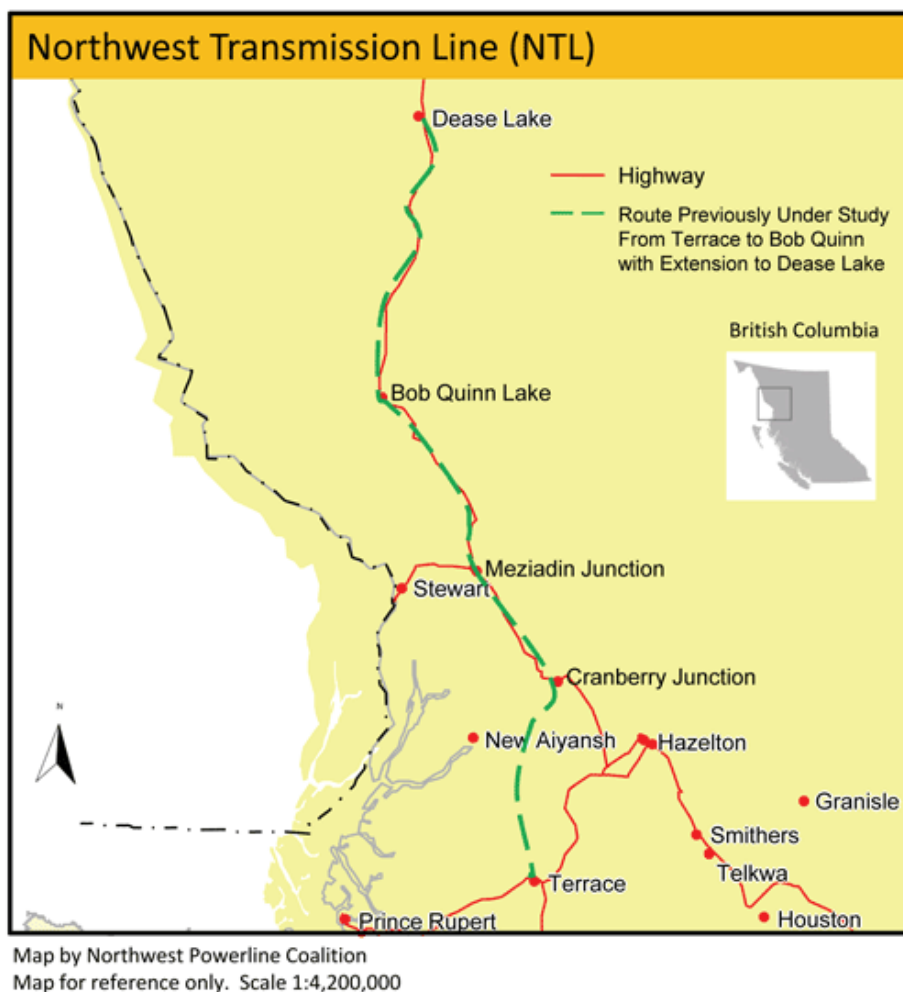 Northwest Transmission Line (NTL)
Dease Lake
Highway
Route Previously Under Study
From Terrace to Bob Quinn
with Extension to Dease Lake
British Columbia
Bob Quinn Lake
Meziadin Junction
Stewart
Cranberry Junction
N
New Aiyansh
Hazelton
Granisle
Smithers
Telkwa
Terrace
Prince Rupert
Houston
Map by Northwest Powerline Coalition
Map for reference only.  Scale 1:4,200,000